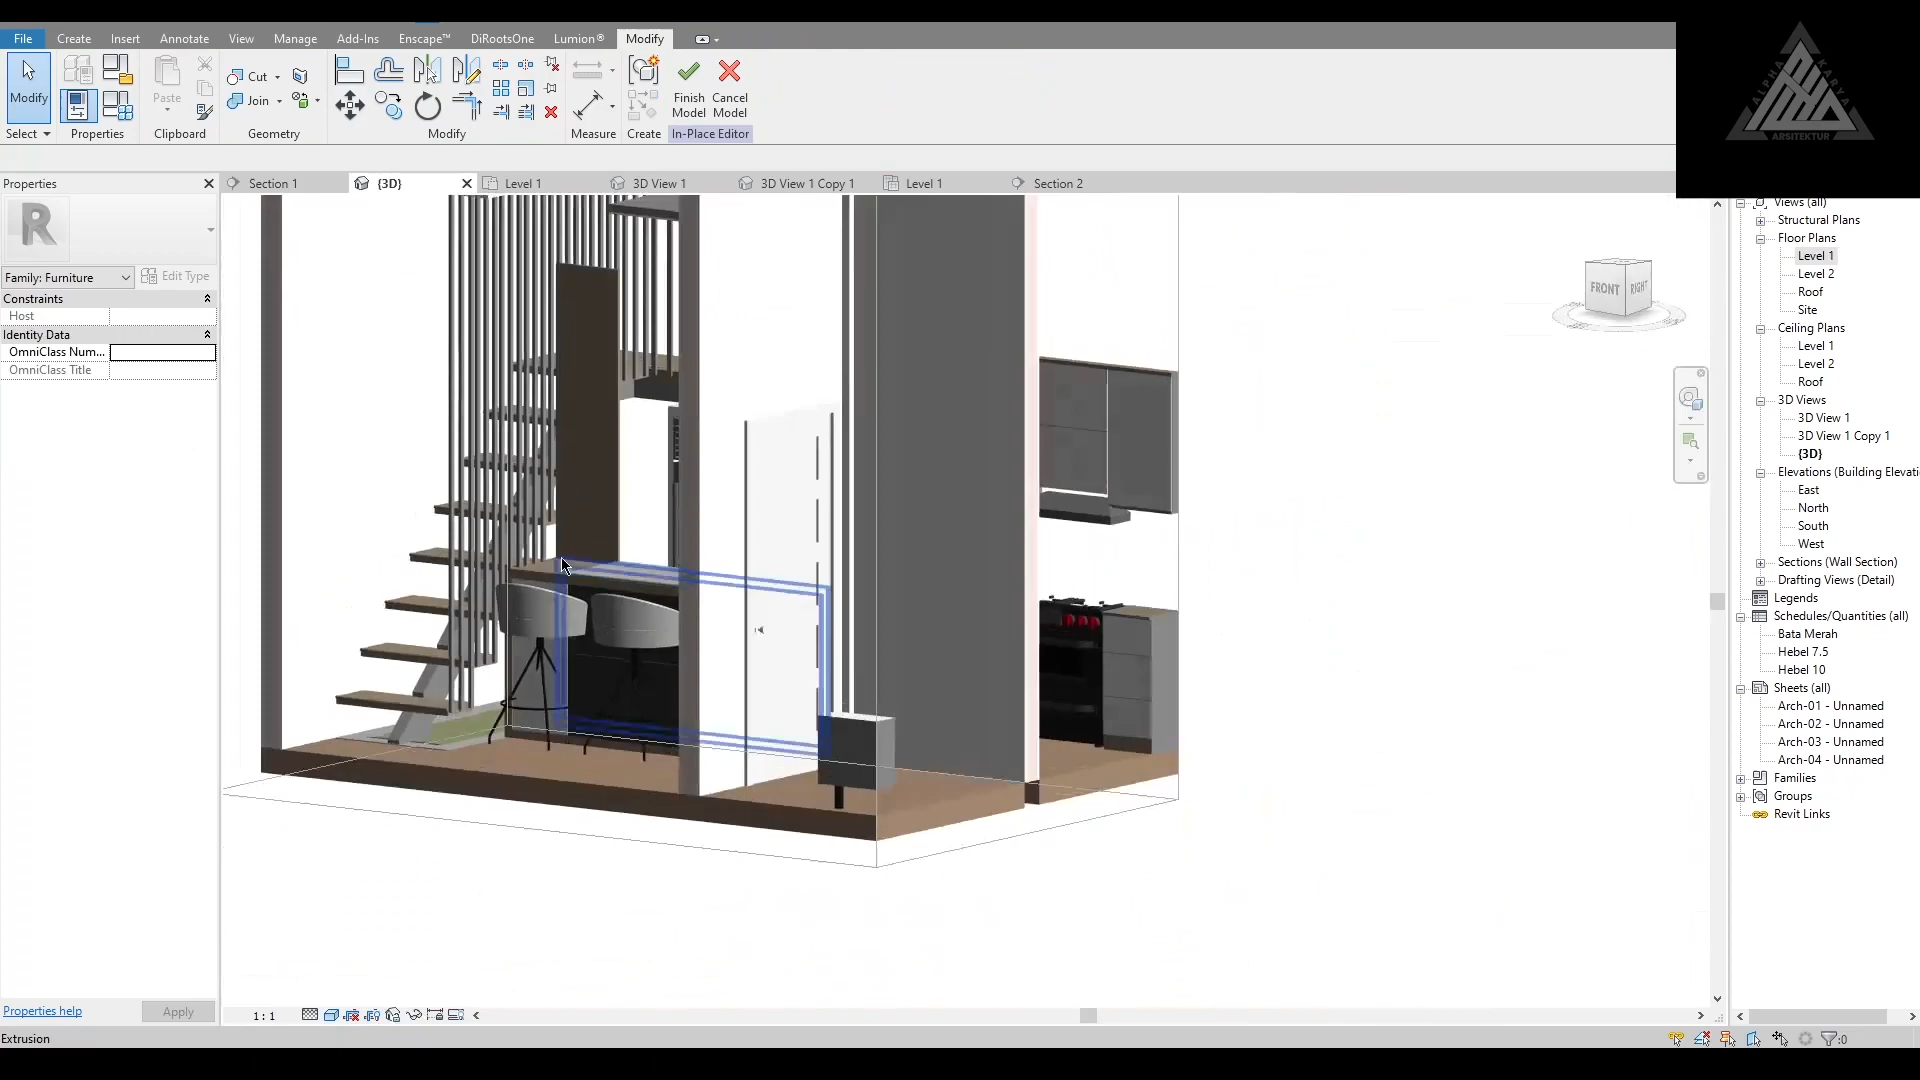 File
Create
Insert
Annotate
View
Manage
Add-Ins
Enscape™
DiRootsOne
Lumion®
Modify
Modify
Cut
Join
Paste
Finish
Model
Cancel
Model
Select
Properties
Clipboard
Geometry
Modify
Measure
Create
In-Place Editor
ALPHA KARYA
ARSITEKTUR
Properties
Section 1
{3D}
Level 1
3D View 1
3D View 1 Copy 1
Level 1
Section 2
R
Family: Furniture
Edit Type
Constraints
Host
Identity Data
OmniClass Num...
OmniClass Title
FRONT
RIGHT
Views (all)
Structural Plans
Floor Plans
Level 1
Level 2
Roof
Site
Ceiling Plans
Level 1
Level 2
Roof
3D Views
3D View 1
3D View 1 Copy 1
{3D}
Elevations (Building Elevati
East
North
South
West
Sections (Wall Section)
Drafting Views (Detail)
Legends
Schedules/Quantities (all)
Bata Merah
Hebel 7.5
Hebel 10
Sheets (all)
Arch-01 - Unnamed
Arch-02 - Unnamed
Arch-03 - Unnamed
Arch-04 - Unnamed
Families
Groups
Revit Links
Properties help
Apply
1 : 1
Extrusion
:0